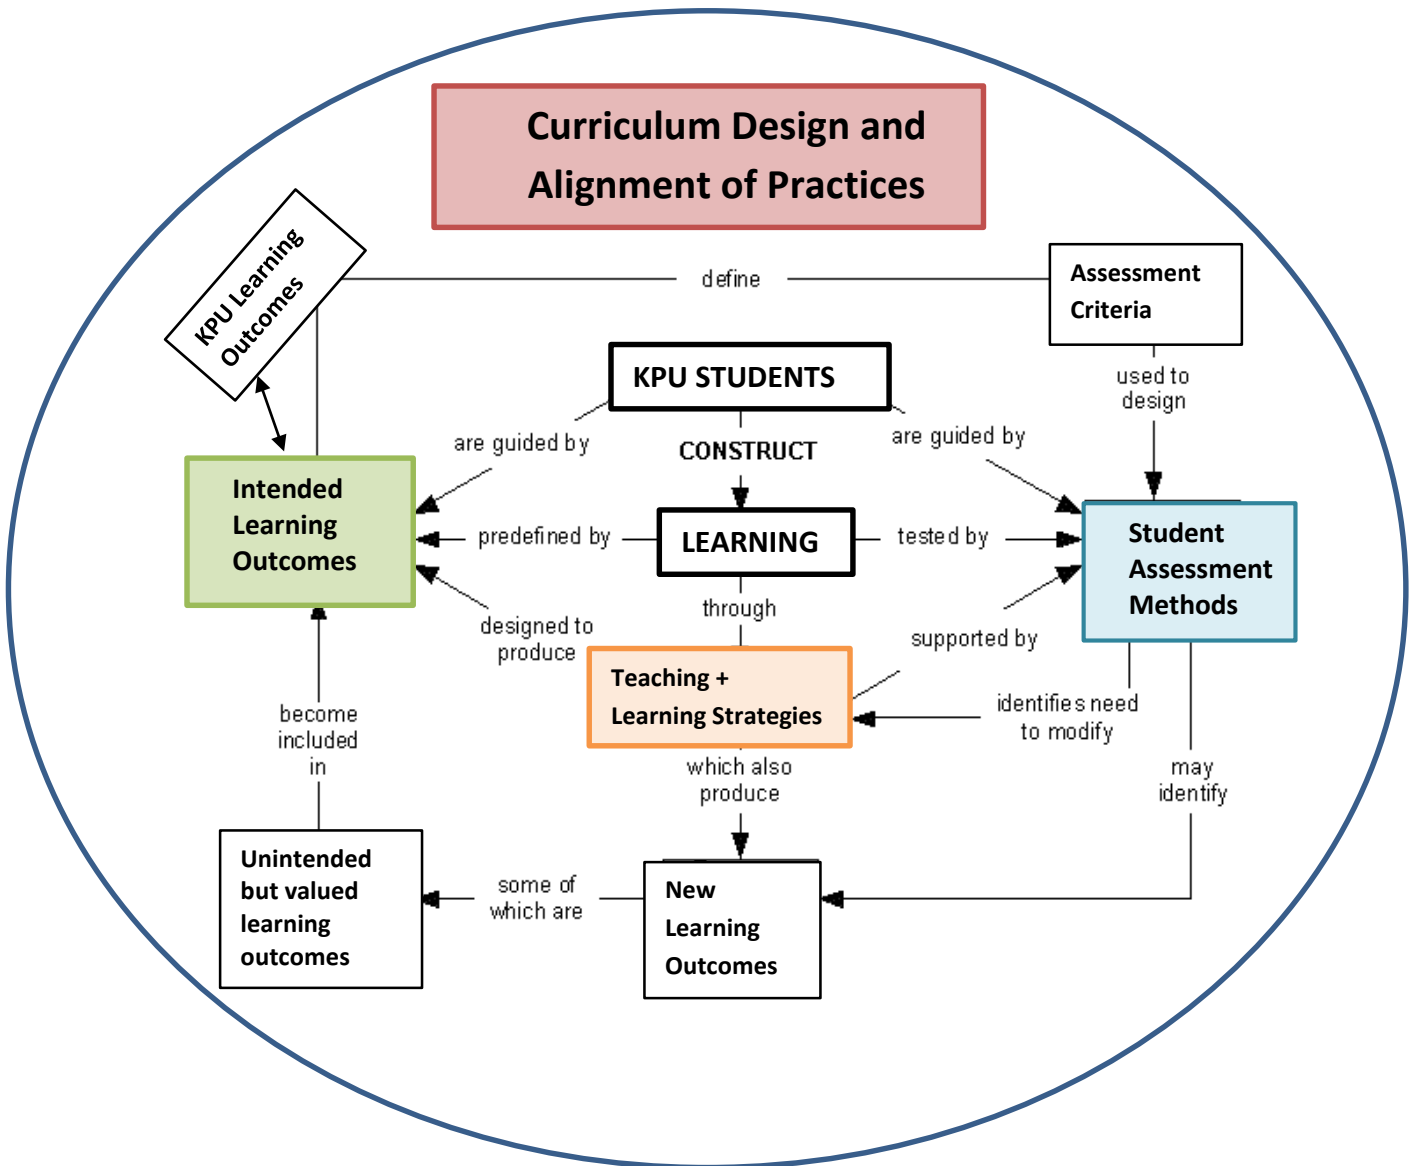 Curriculum Design and
Alignment of Practices
KPU Learning
Outcomes
define
Assessment
Criteria
KPU STUDENTS
used to
design
are guided by
CONSTRUCT
are guided by
Intended
Learning
Outcomes
predefined by
LEARNING
tested by
Student
Assessment
Methods
designed to
produce
through
supported by
Teaching +
Learning Strategies
identifies need
to modify
become
included
in
which also
produce
may
identify
Unintended
but valued
learning
outcomes
some of
which are
New
Learning
Outcomes